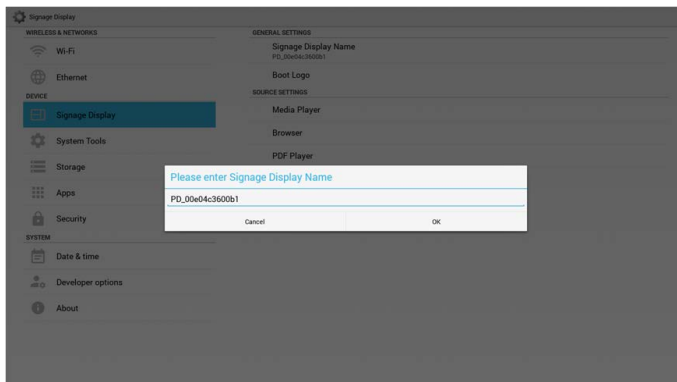 Signage Display
WIRELESS & NETWORKS
Wi-Fi
Ethernet
DEVICE
Signage Display
System Tools
Storage
Apps
Security
SYSTEM
Date & time
Developer options
About
GENERAL SETTINGS
Signage Display Name
PD_00e04c3600b1
Boot Logo
SOURCE SETTINGS
Media Player
Browser
PDF Player
Please enter Signage Display Name
PD_00e04c3600b1
Cancel
OK